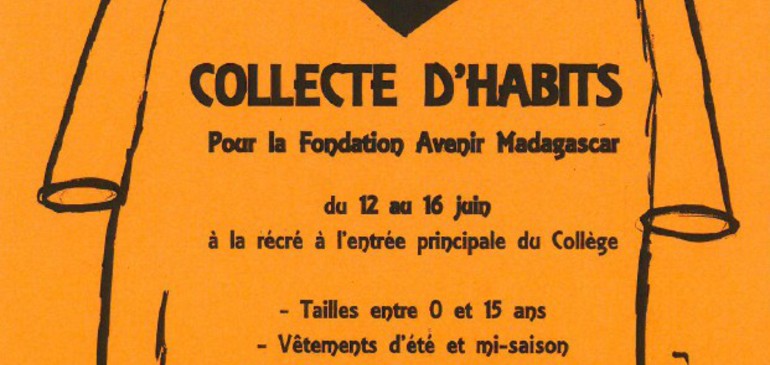 COLLECTE D'HABITS
Pour la Fondation Avenir Madagascar
du 12 au 16 juin
à la récré à l'entrée principale du Collège
- Tailles entre 0 et 15 ans
- Vêtements d'été et mi-saison